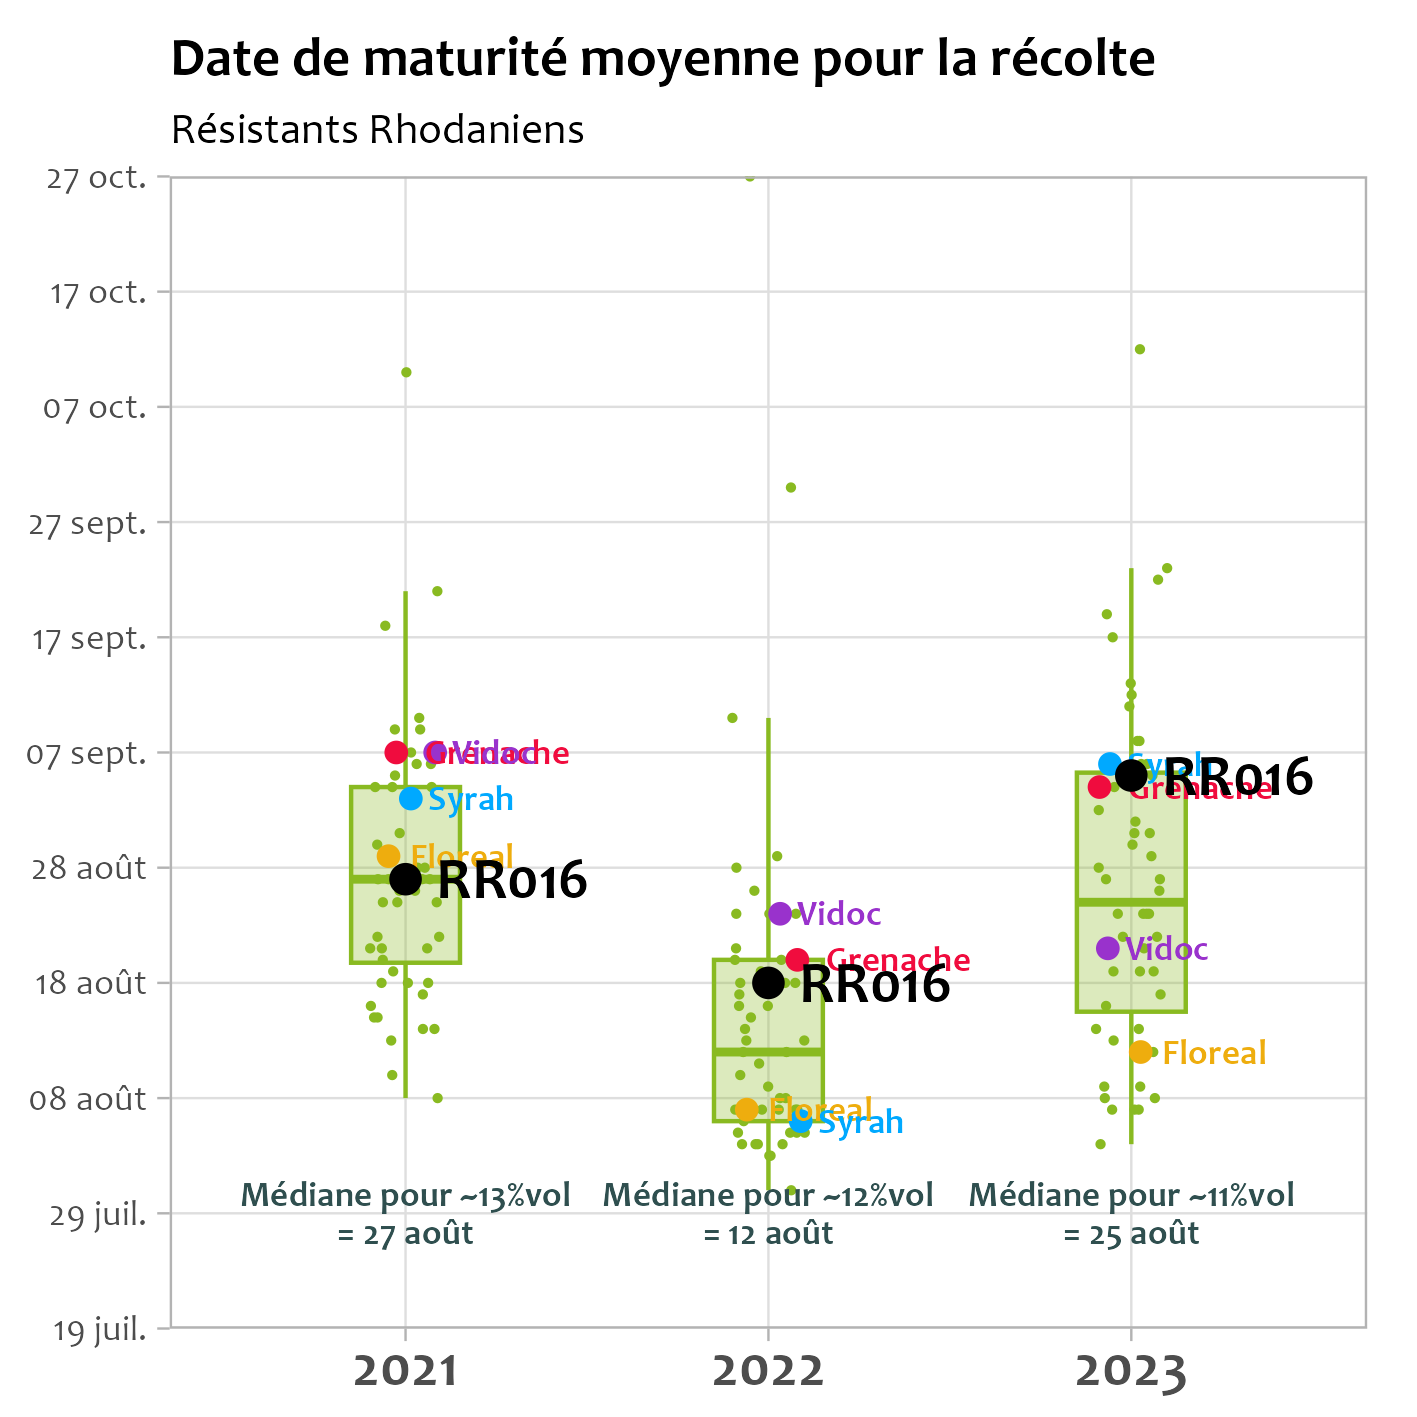 Date de maturité moyenne pour la récolte
Résistants Rhodaniens
27 oct.
17 oct.
07 oct.
27 sept.
17 sept.
07 sept.
28 août
18 août
08 août
29 juil.
19 juil.
Grenache
Vidoc
Syrah
Floreal
RR016
Vidoc
Grenache
RR016
Floreal
Syrah
Syrah
RR016
Grenache
Vidoc
Floreal
Médiane pour ~13%vol
= 27 août
Médiane pour ~12%vol
= 12 août
Médiane pour ~11%vol
= 25 août
2021
2022
2023